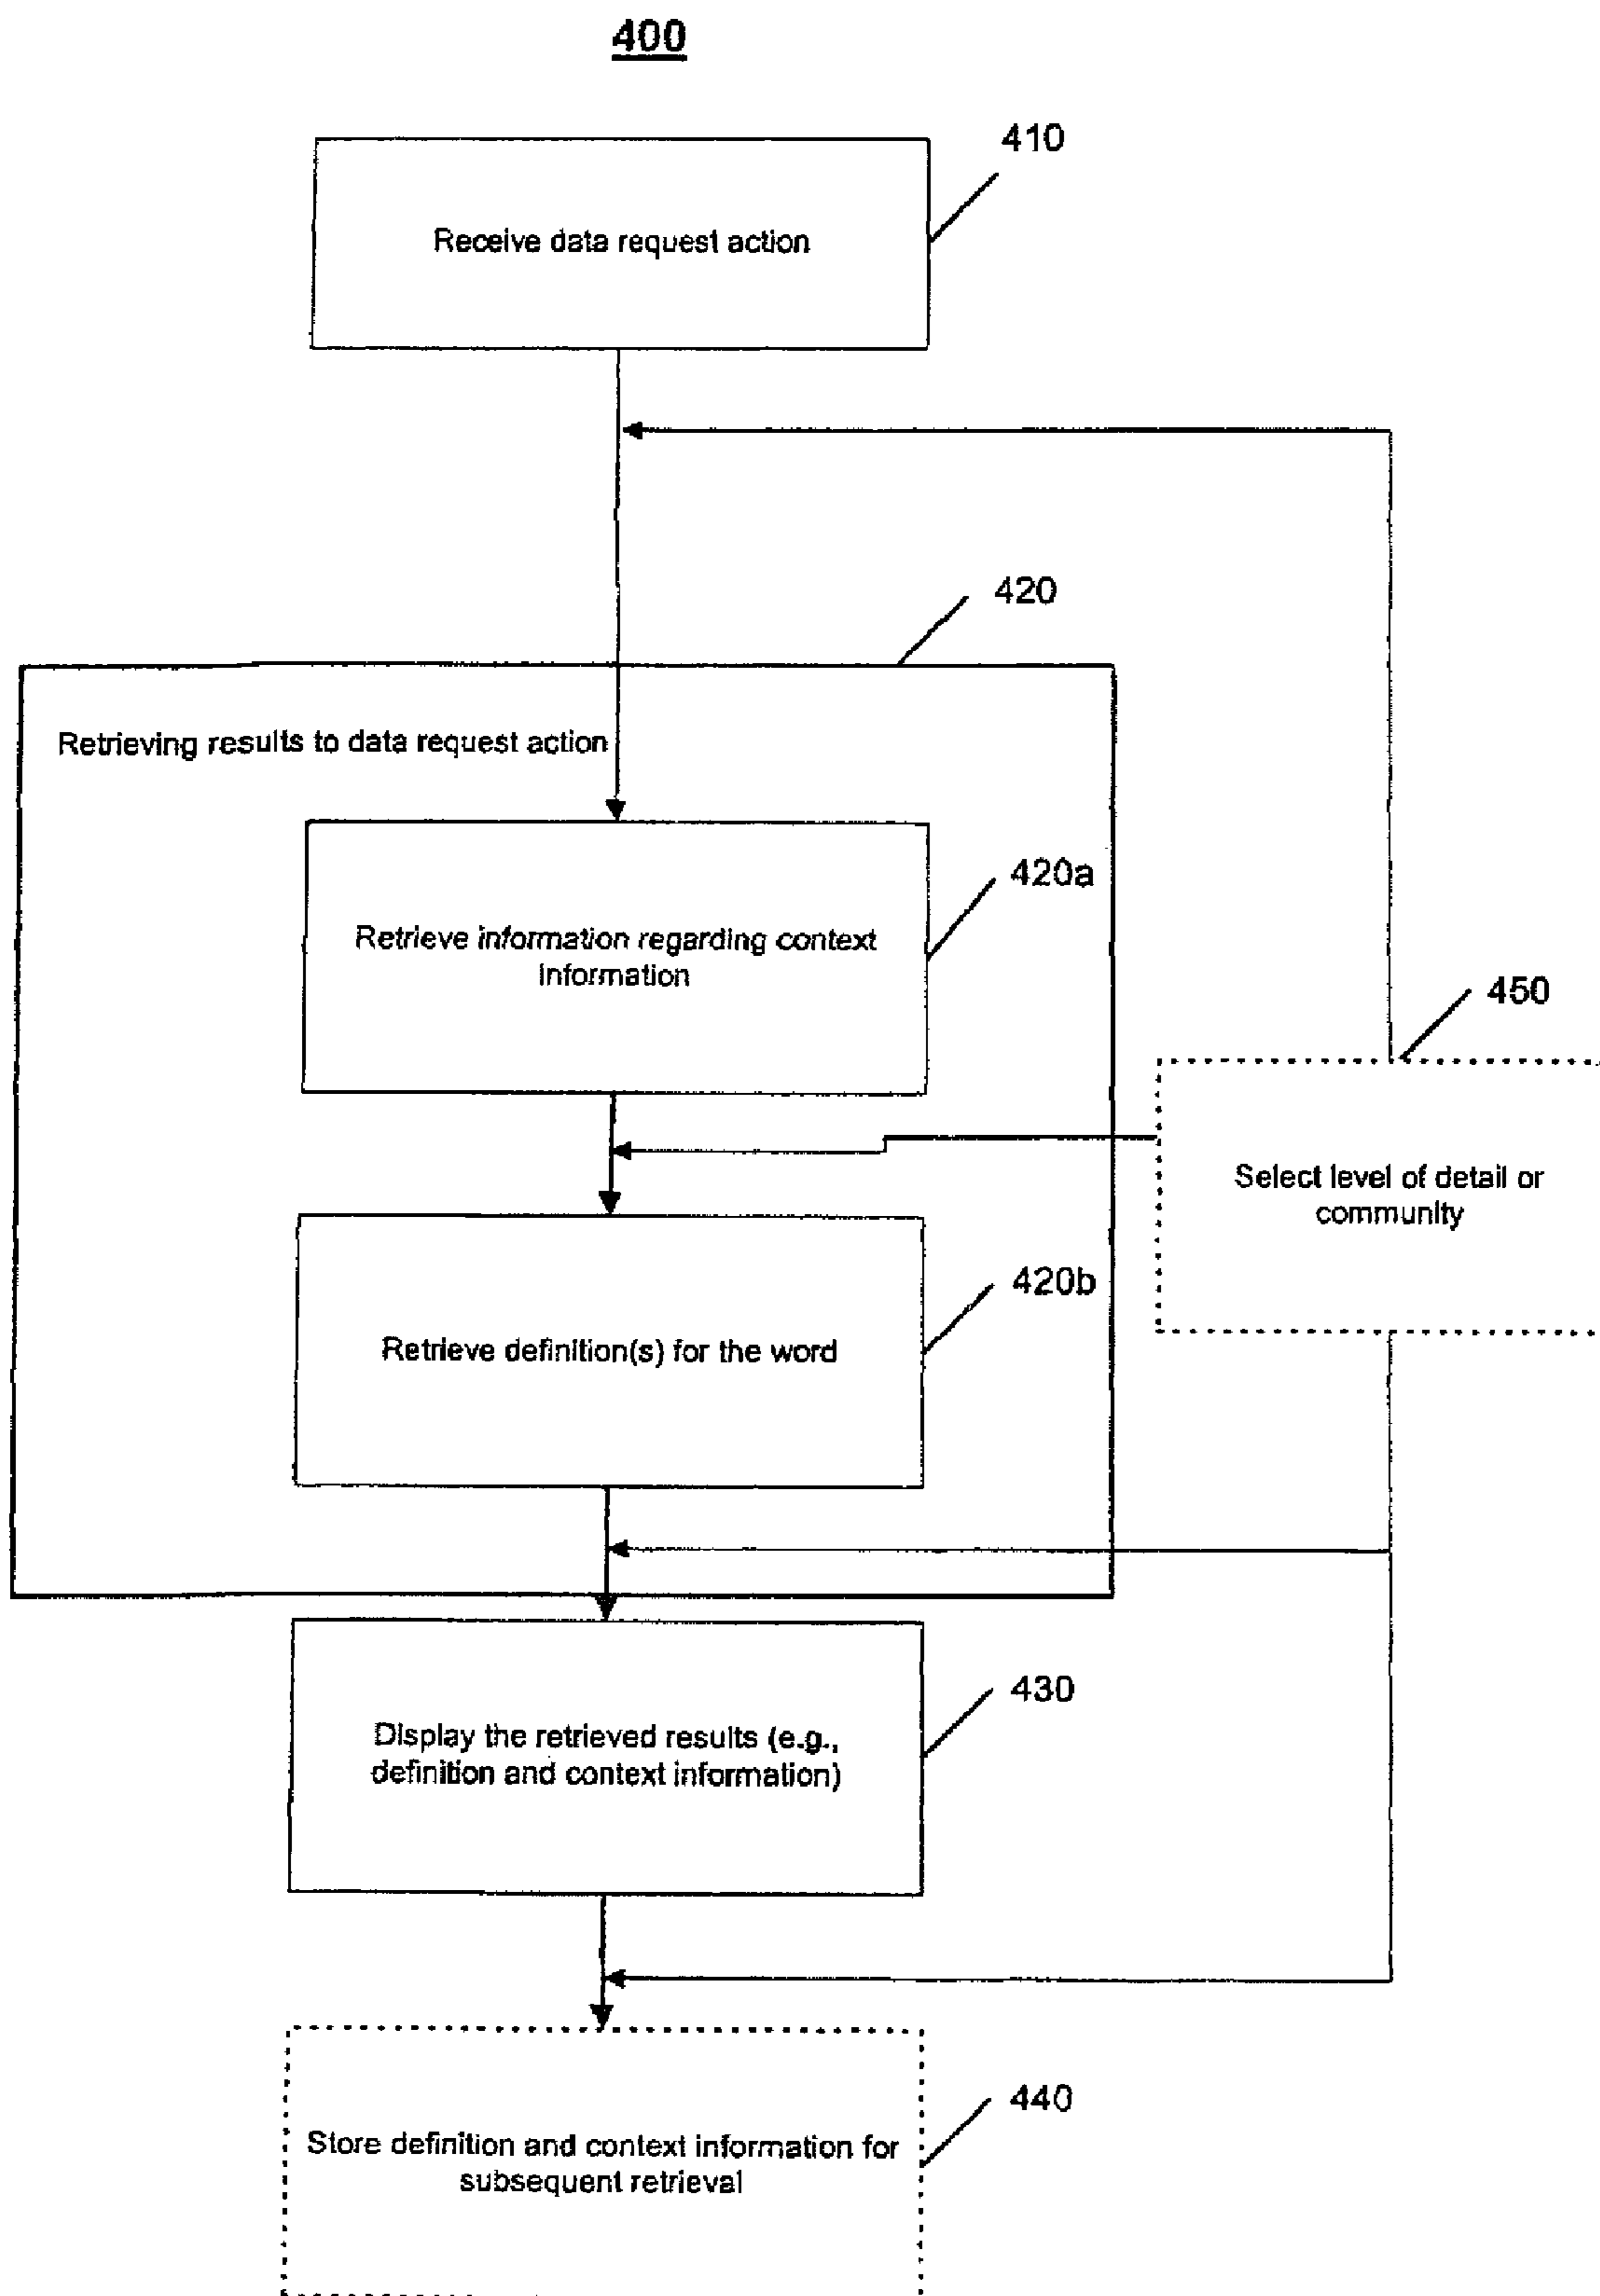 400
410
Receive data request action
420
Retrieving results to data request action
420a
Retrieve information regarding context
information
450
Select level of detail or
community
420b
Retrieve definition(s) for the word
430
Display the retrieved results (e.g.,
definition and context information)
440
Store definition and context information for
subsequent retrieval